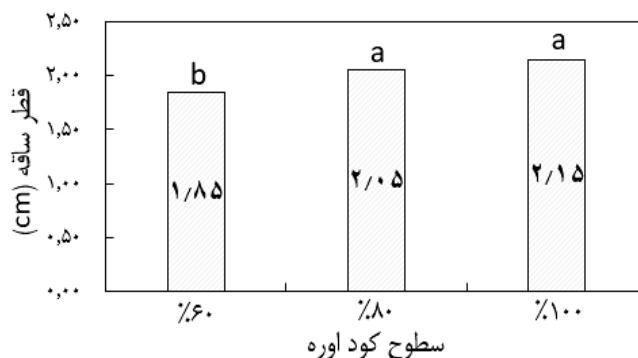 ۲٫۵۰
۲٫۰۰
۱٫۵۰
۱٫۰۰
۰٫۵۰
۰٫۰۰
قطر ساقه (cm)
b
a
a
۱/۸۵
۲/۰۵
۲/۱۵
٪۶۰
٪۸۰
٪۱۰۰
سطوح کود اوره